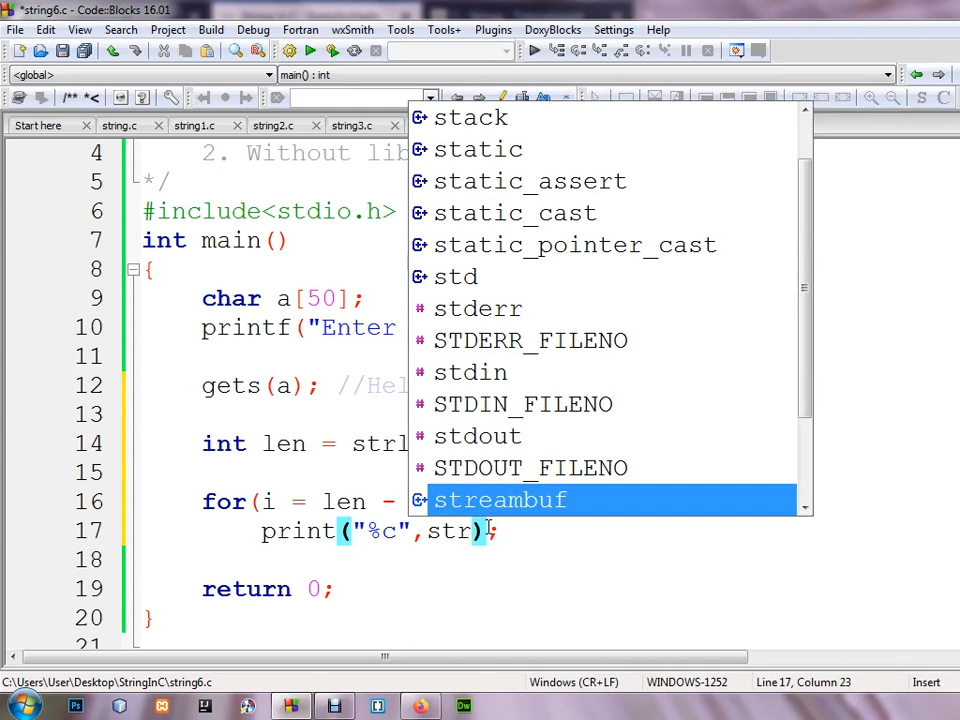 *string6.c - Code::Blocks 16.01
File Edit View Search Project Build Debug Fortran wxSmith Tools Tools+ Plugins DoxyBlocks Settings Help
<global> main() : int
/** *<
S C
Start here string.c string1.c string2.c string3.c
4 2. Without lib
5 */
6 #include<stdio.h>
7 int main()
8 {
9 char a[50];
10 printf("Enter
11
12 gets(a); //Hel
13
14 int len = strl
15
16 for(i = len -
17 print("%c",str);
18
19 return 0;
20 }
21
stack
static
static_assert
static_cast
static_pointer_cast
std
stderr
STDERR_FILENO
stdin
STDIN_FILENO
stdout
STDOUT_FILENO
streambuf
C:\Users\User\Desktop\StringInC\string6.c Windows (CR+LF) WINDOWS-1252 Line 17, Column 23 Insert
Ps Dw